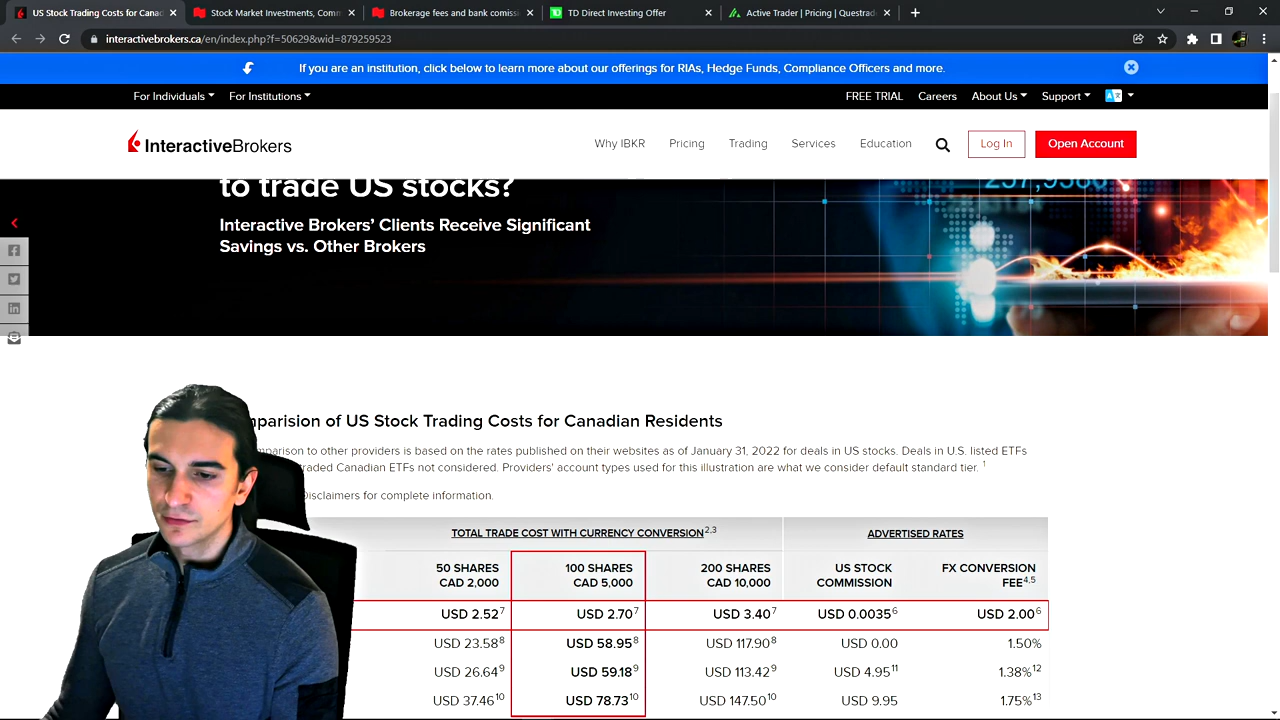 US Stock Trading Costs for Cana
Stock Market Investments, Comm
Brokerage fees and bank comissi
TD Direct Investing Offer
Active Trader | Pricing | Questrad
interactivebrokers.ca/en/index.php?f=50629&wid=879259523
If you are an institution, click below to learn more about our offerings for RIAs, Hedge Funds, Compliance Officers and more.
For Individuals For Institutions FREE TRIAL Careers About Us Support
InteractiveBrokers Why IBKR Pricing Trading Services Education Log In Open Account
to trade US stocks?
Interactive Brokers’ Clients Receive Significant
Savings vs. Other Brokers
mparision of US Stock Trading Costs for Canadian Residents
mparison to other providers is based on the rates published on their websites as of January 31, 2022 for deals in US stocks. Deals in U.S. listed ETFs
traded Canadian ETFs not considered. Providers’ account types used for this illustration are what we consider default standard tier. 1
Disclaimers for complete information.
TOTAL TRADE COST WITH CURRENCY CONVERSION2,3 ADVERTISED RATES
50 SHARES 100 SHARES 200 SHARES US STOCK FX CONVERSION
CAD 2,000 CAD 5,000 CAD 10,000 COMMISSION FEE4,5
USD 2.527 USD 2.707 USD 3.407 USD 0.00356 USD 2.006
USD 23.588 USD 58.958 USD 117.908 USD 0.00 1.50%
USD 26.649 USD 59.189 USD 113.429 USD 4.9511 1.38%12
USD 37.4610 USD 78.7310 USD 147.5010 USD 9.95 1.75%13